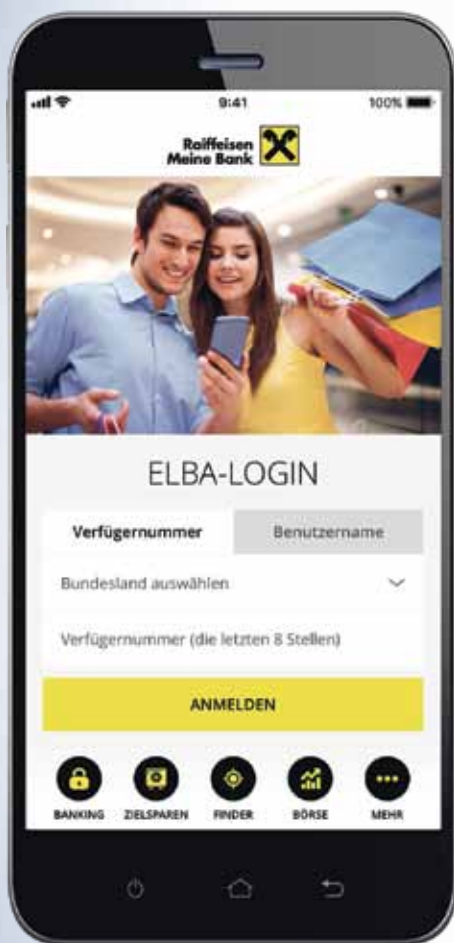 9:41
100%
Raiffeisen
Meine Bank
ELBA-LOGIN
Verfügernummer
Benutzername
Bundesland auswählen
Verfügernummer (die letzten 8 Stellen)
ANMELDEN
BANKING
ZIELSPAREN
FINDER
BÖRSE
MEHR